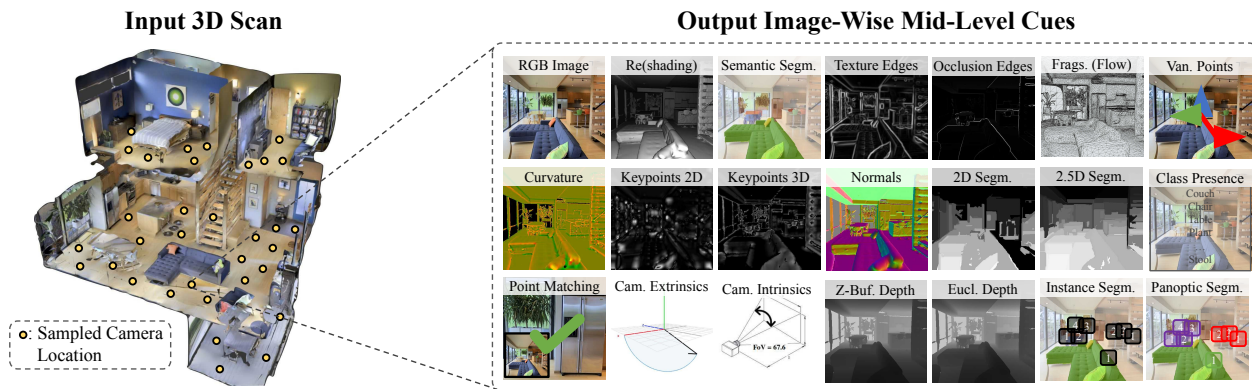 Input 3D Scan
Output Image-Wise Mid-Level Cues
RGB Image
Re(shading)
Semantic Segm.
Texture Edges
Occlusion Edges
Frags. (Flow)
Van. Points
Curvature
Keypoints 2D
Keypoints 3D
Normals
2D Segm.
2.5D Segm.
Class Presence
Couch
Chair
Table
Plant
Stool
Point Matching
Cam. Extrinsics
Cam. Intrinsics
FoV = 67.6
Z-Buf. Depth
Eucl. Depth
Instance Segm.
Panoptic Segm.
: Sampled Camera
Location